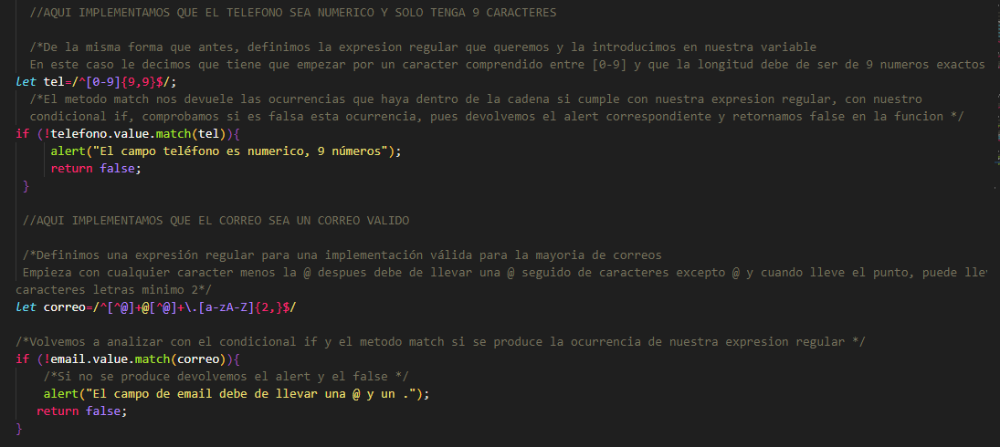 //AQUI IMPLEMENTAMOS QUE EL TELEFONO SEA NUMERICO Y SOLO TENGA 9 CARACTERES
/*De la misma forma que antes, definimos la expresion regular que queremos y la introducimos en nuestra variable
En este caso le decimos que tiene que empezar por un caracter comprendido entre [0-9] y que la longitud debe de ser de 9 numeros exactos
let tel=/^[0-9]{9,9}$/;
/*El metodo match nos devuele las ocurrencias que haya dentro de la cadena si cumple con nuestra expresion regular, con nuestro
condicional if, comprobamos si es falsa esta ocurrencia, pues devolvemos el alert correspondiente y retornamos false en la funcion */
if (!telefono.value.match(tel)){
alert("El campo teléfono es numerico, 9 números");
return false;
}
//AQUI IMPLEMENTAMOS QUE EL CORREO SEA UN CORREO VALIDO
/*Definimos una expresión regular para una implementación válida para la mayoria de correos
Empieza con cualquier caracter menos la @ despues debe de llevar una @ seguido de caracteres excepto @ y cuando lleve el punto, puede
caracteres letras minimo 2*/
let correo=/^[^@]+@[^@]+\.[a-zA-Z]{2,}$/
/*Volvemos a analizar con el condicional if y el metodo match si se produce la ocurrencia de nuestra expresion regular */
if (!email.value.match(correo)){
/*Si no se produce devolvemos el alert y el false */
alert("El campo de email debe de llevar una @ y un .");
return false;
}